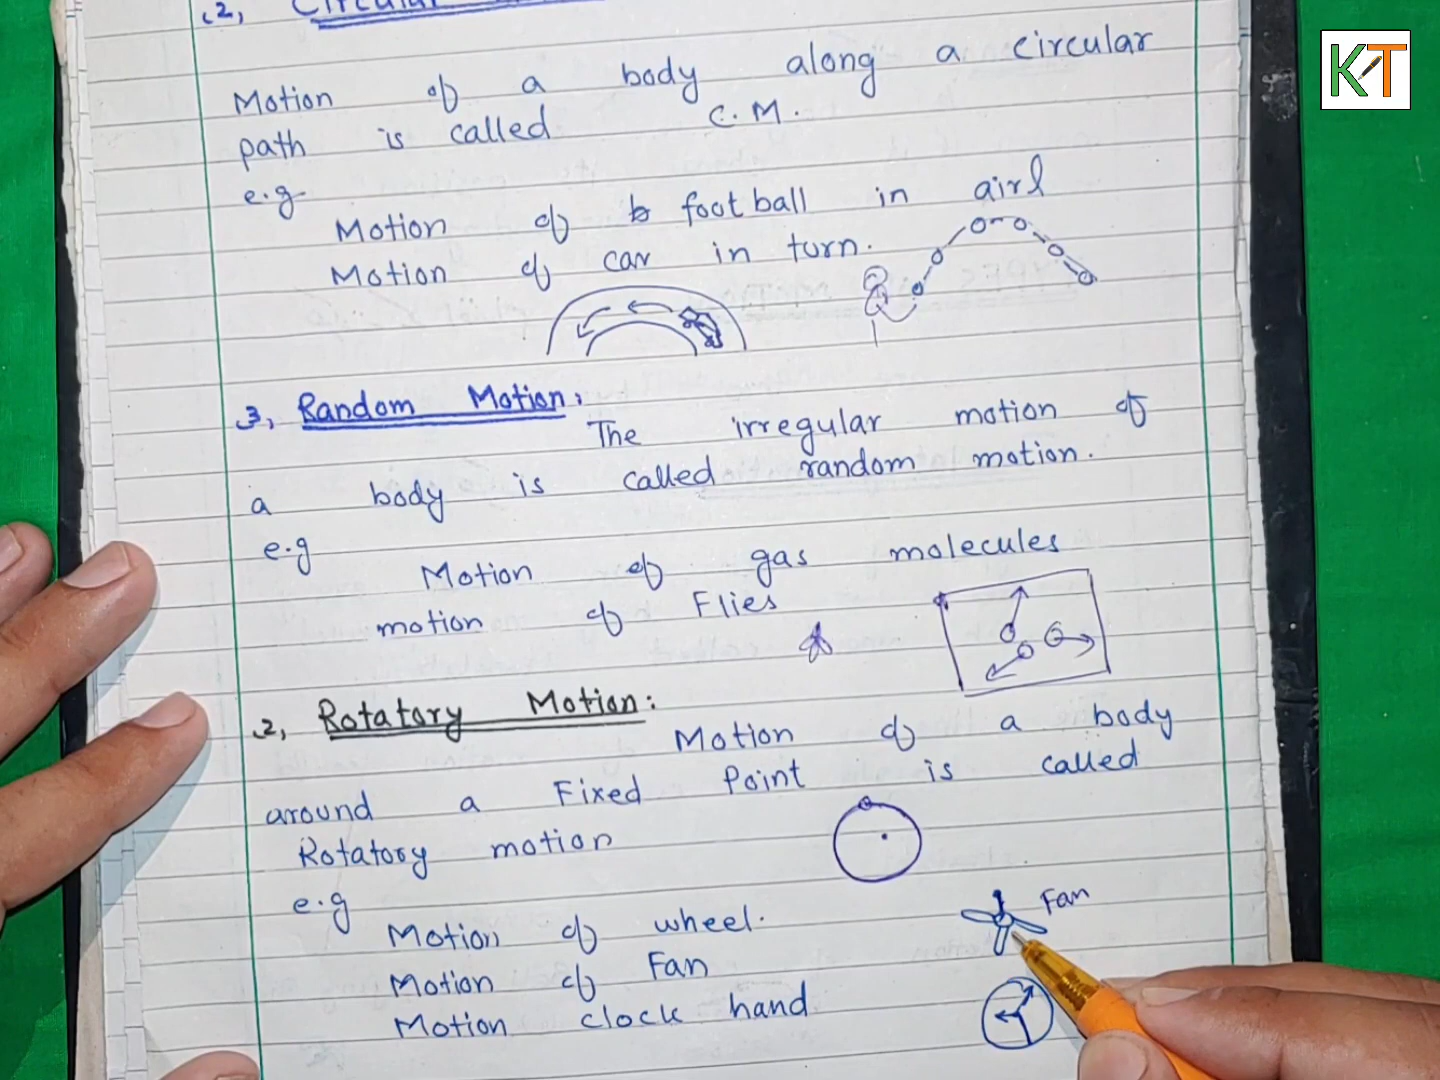 KT
(2, Circular
Motion of a body along a circular
path is called C.M.
e.g
Motion of football in air
Motion of car in turn.
3, Random Motion:
The irregular motion of
a body is called random motion.
e.g
Motion of gas molecules
motion of Flies
2, Rotatory Motion:
Motion of a body
around a Fixed Point is called
Rotatory motion
e.g
Motion of wheel.
Fan
Motion of Fan
Motion clock hand